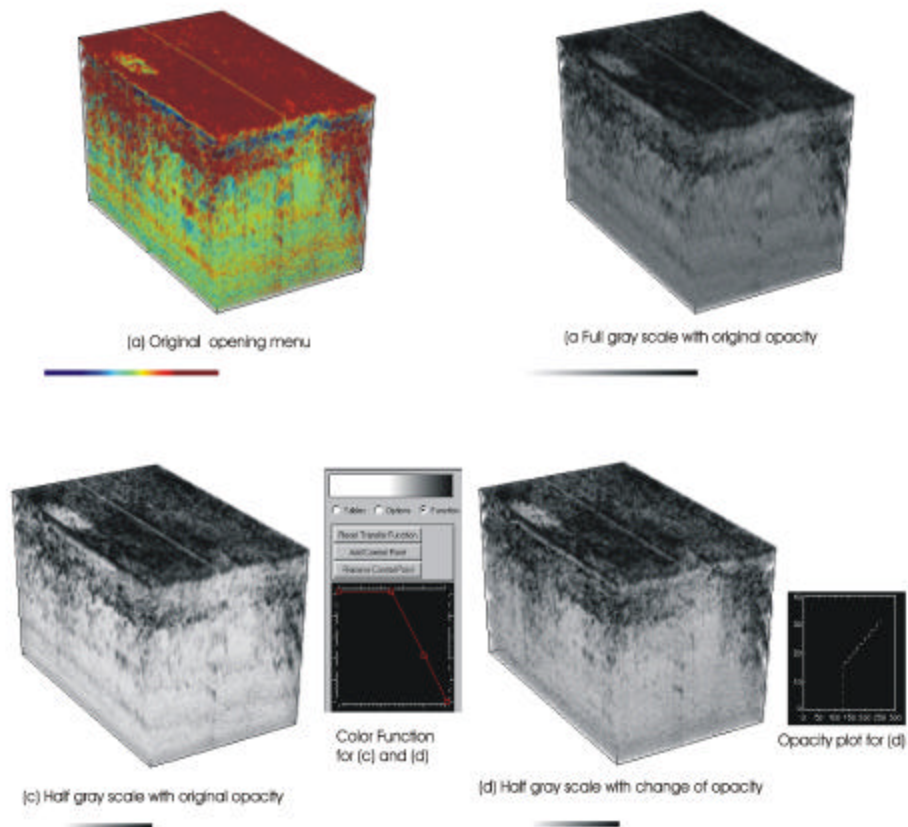 (a) Original opening menu
(a Full gray scale with original opacity
Tables Options Function
Reset Transfer Function
Add Control Point
Remove Control Point
Color Function
for (c) and (d)
Opacity plot for (d)
(c) Half gray scale with original opacity
(d) Half gray scale with change of opacity